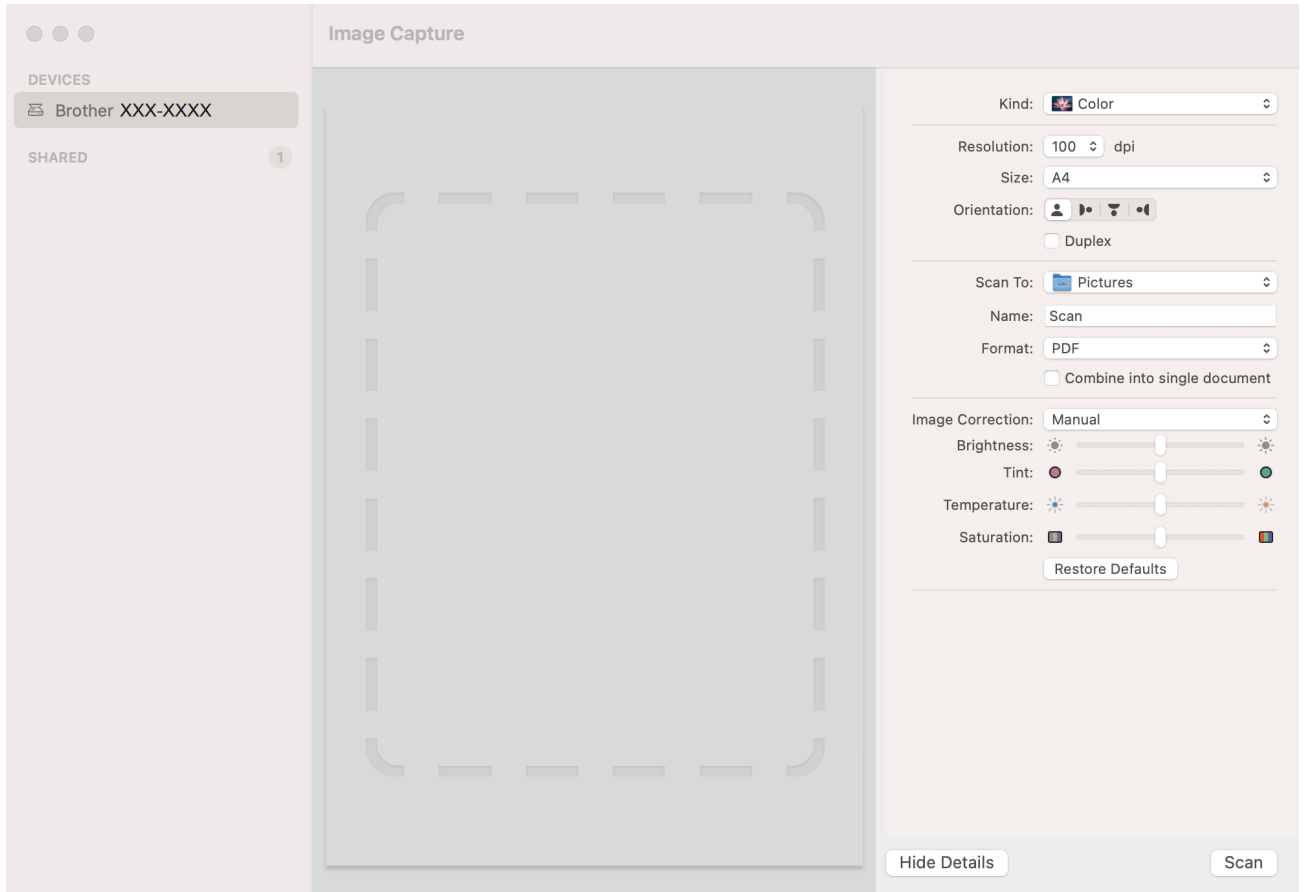 Image Capture
DEVICES
Brother XXX-XXXX
SHARED 1
Kind: Color
Resolution: 100 dpi
Size: A4
Orientation:
Duplex
Scan To: Pictures
Name: Scan
Format: PDF
Combine into single document
Image Correction: Manual
Brightness:
Tint:
Temperature:
Saturation:
Restore Defaults
Hide Details Scan